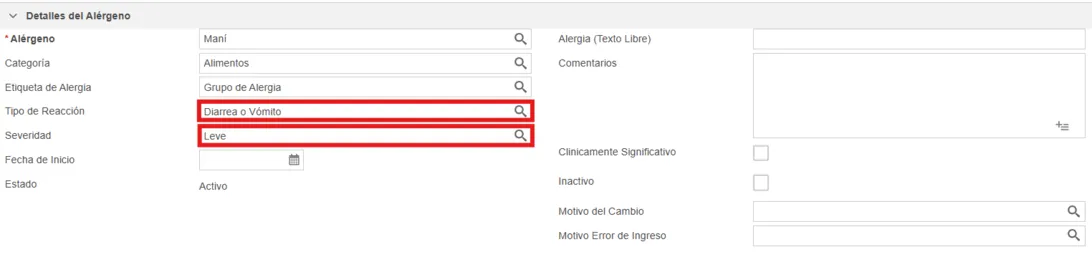 Detalles del Alérgeno
* Alérgeno Maní
Categoría Alimentos
Etiqueta de Alergia Grupo de Alergia
Tipo de Reacción Diarrea o Vómito
Severidad Leve
Fecha de Inicio
Estado Activo
Alergia (Texto Libre)
Comentarios
Clinicamente Significativo
Inactivo
Motivo del Cambio
Motivo Error de Ingreso